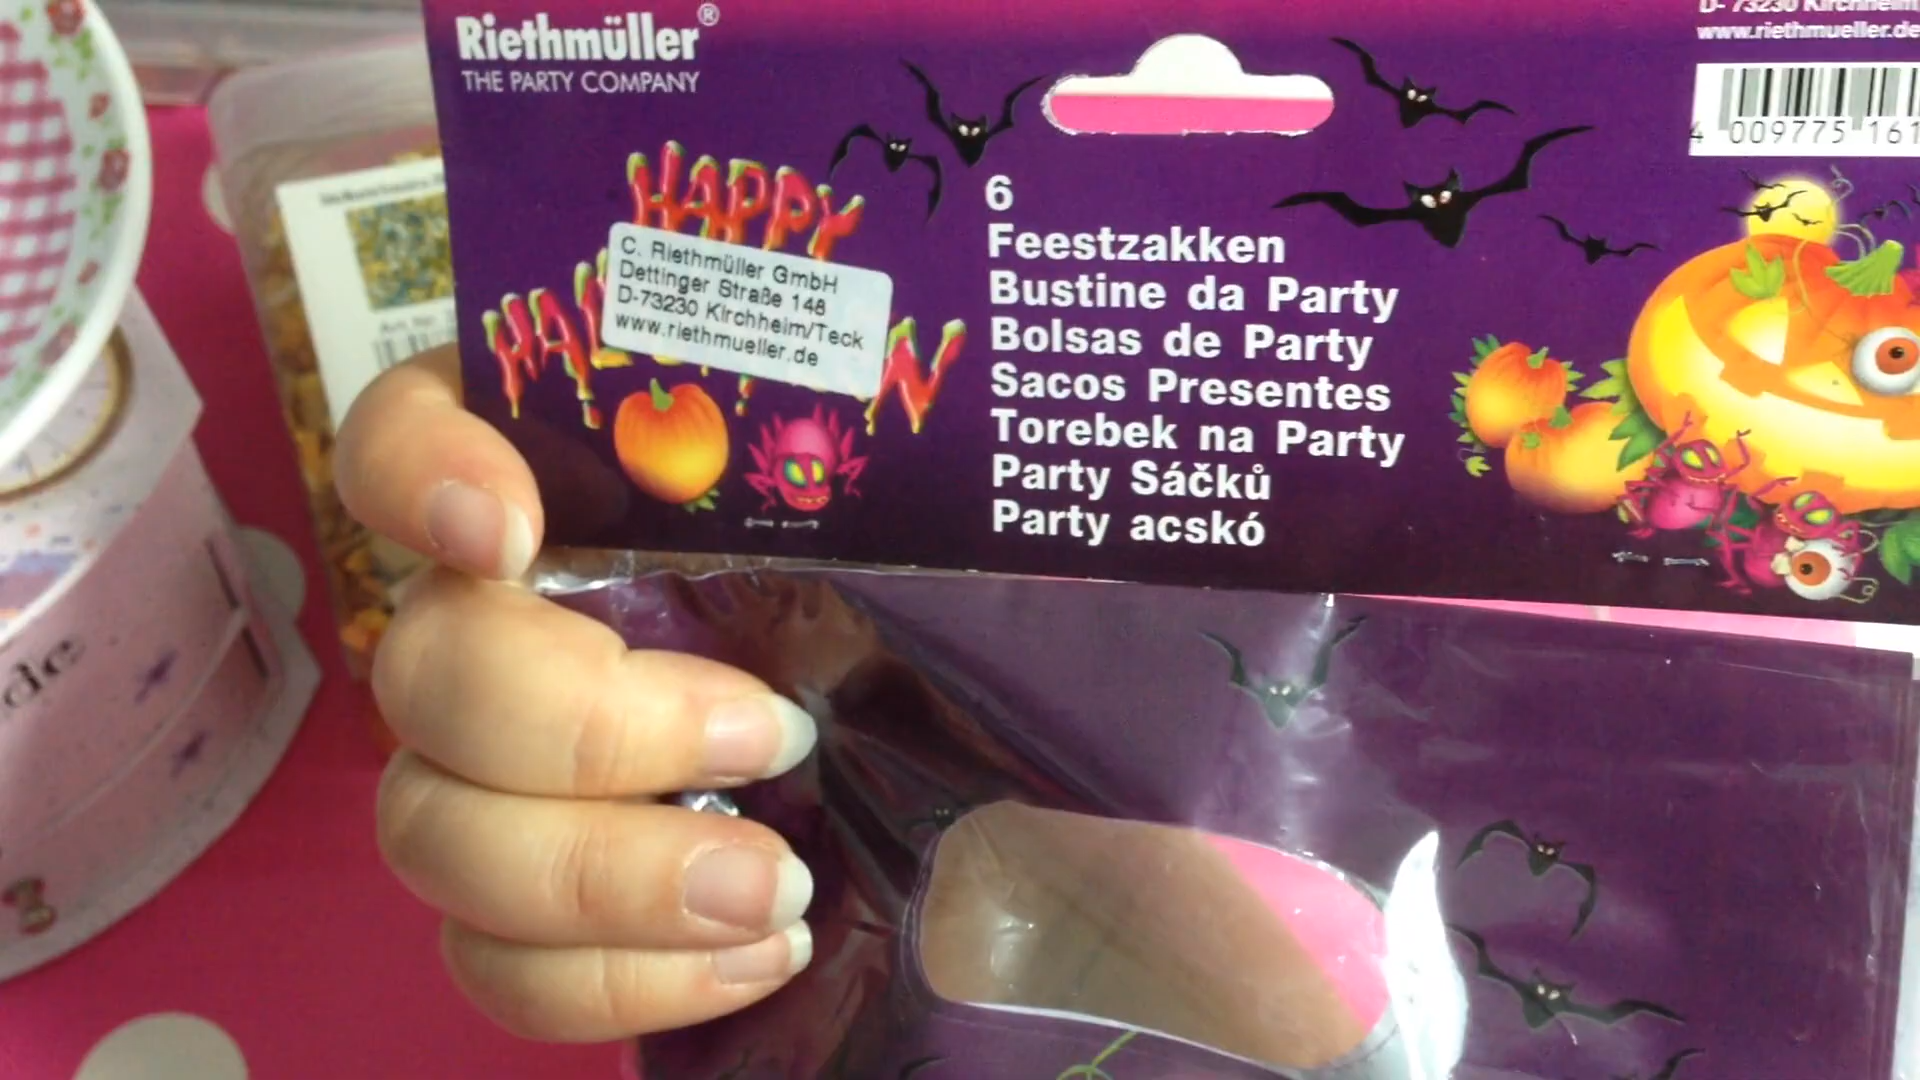 Riethmüller®
THE PARTY COMPANY
HAPPY
C. Riethmüller GmbH
Dettinger Straße 148
D-73230 Kirchheim/Teck
www.riethmueller.de
6
Feestzakken
Bustine da Party
Bolsas de Party
Sacos Presentes
Torebek na Party
Party Sáčků
Party acskó
D- 73230 Kirchheim
www.riethmueller.de
4 009775 161
de